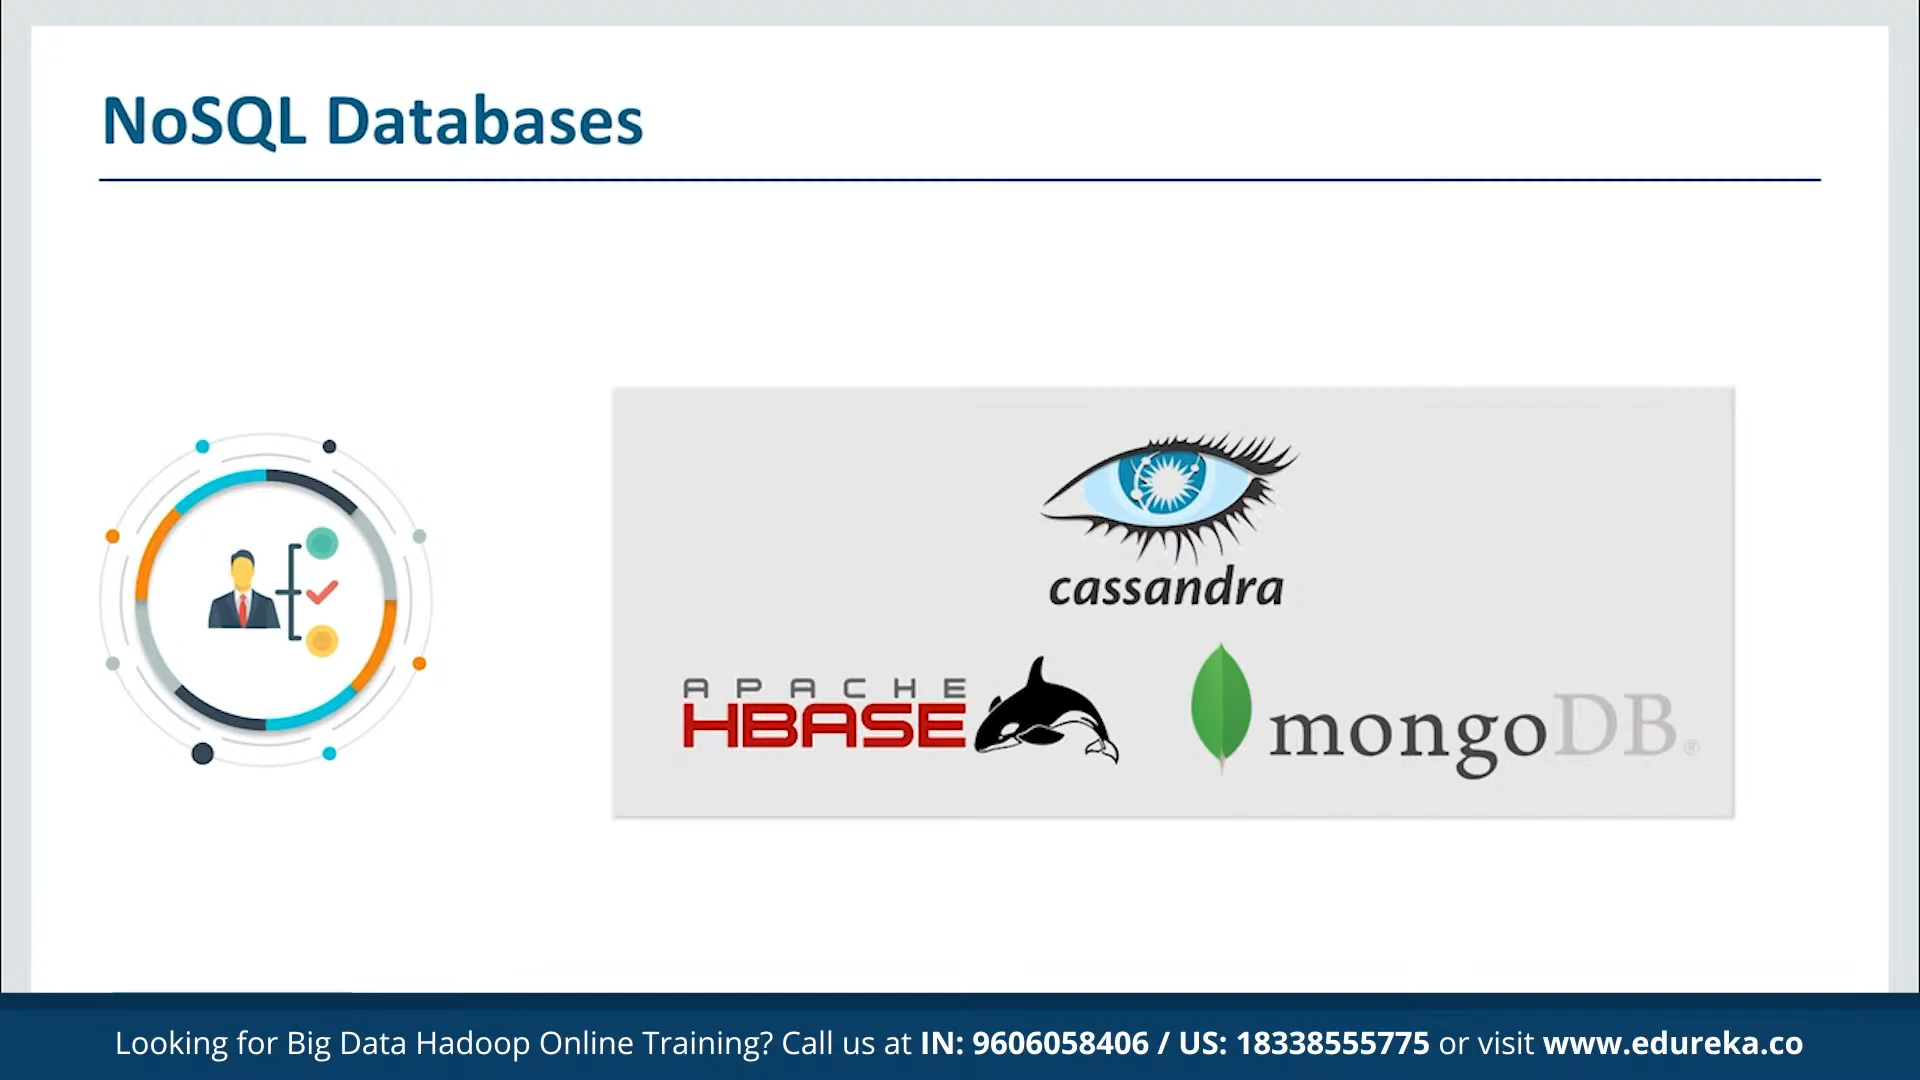 NoSQL Databases
cassandra
APACHE
HBASE
mongoDB®
Looking for Big Data Hadoop Online Training? Call us at IN: 9606058406 / US: 18338555775 or visit www.edureka.co